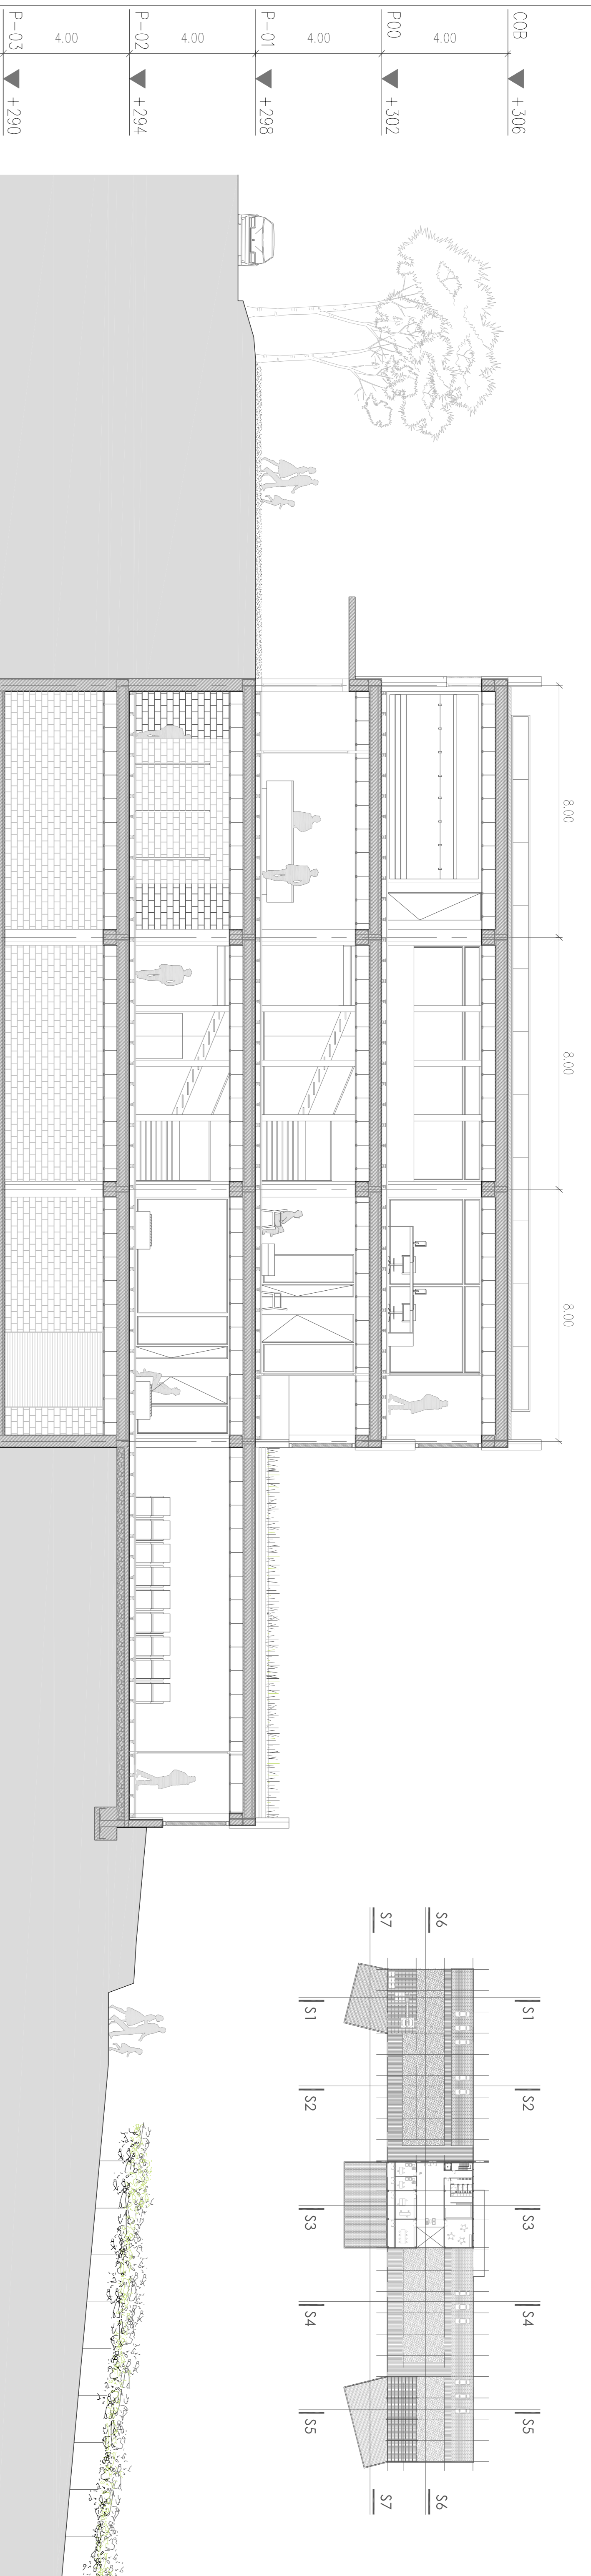 COB
+306
4.00
P00
+302
4.00
P-01
+298
4.00
P-02
+294
4.00
P-03
+290
8.00
8.00
8.00
S6
S7
S1
S1
S2
S2
S3
S3
S4
S4
S5
S5
S6
S7